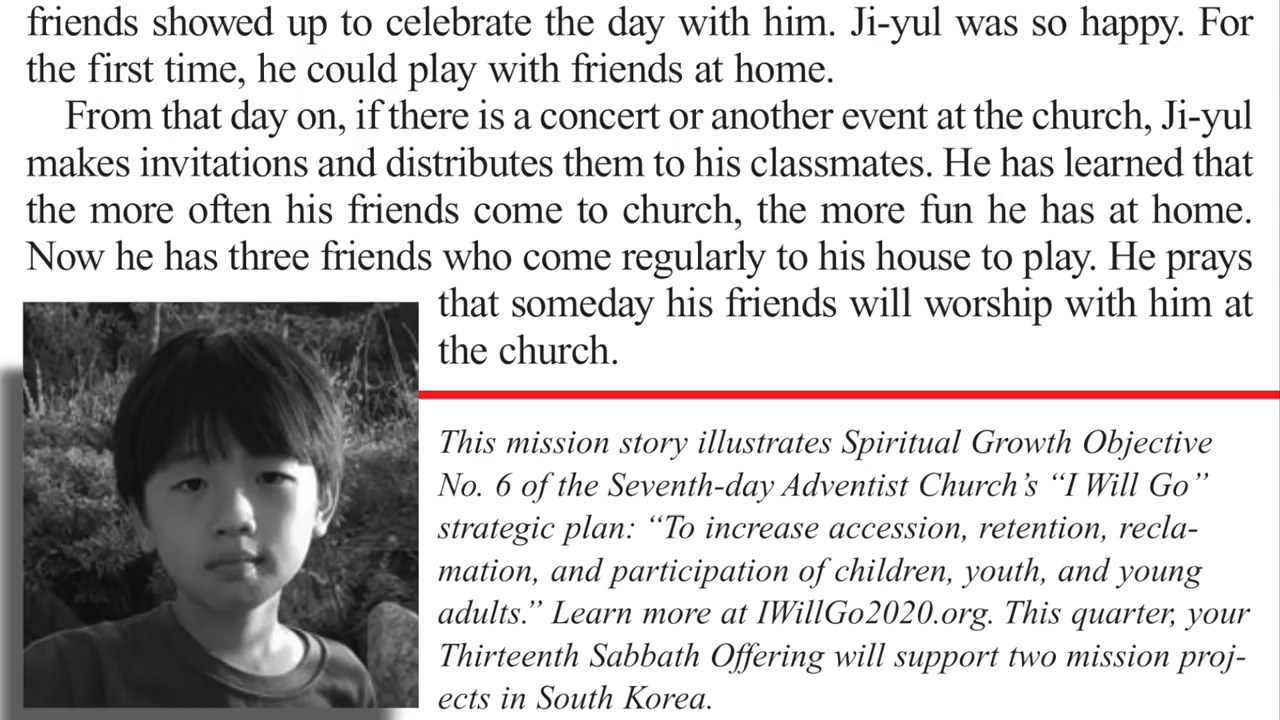 friends showed up to celebrate the day with him. Ji-yul was so happy. For
the first time, he could play with friends at home.
From that day on, if there is a concert or another event at the church, Ji-yul
makes invitations and distributes them to his classmates. He has learned that
the more often his friends come to church, the more fun he has at home.
Now he has three friends who come regularly to his house to play. He prays
that someday his friends will worship with him at
the church.
This mission story illustrates Spiritual Growth Objective
No. 6 of the Seventh-day Adventist Church’s “I Will Go”
strategic plan: “To increase accession, retention, recla-
mation, and participation of children, youth, and young
adults.” Learn more at IWillGo2020.org. This quarter, your
Thirteenth Sabbath Offering will support two mission proj-
ects in South Korea.